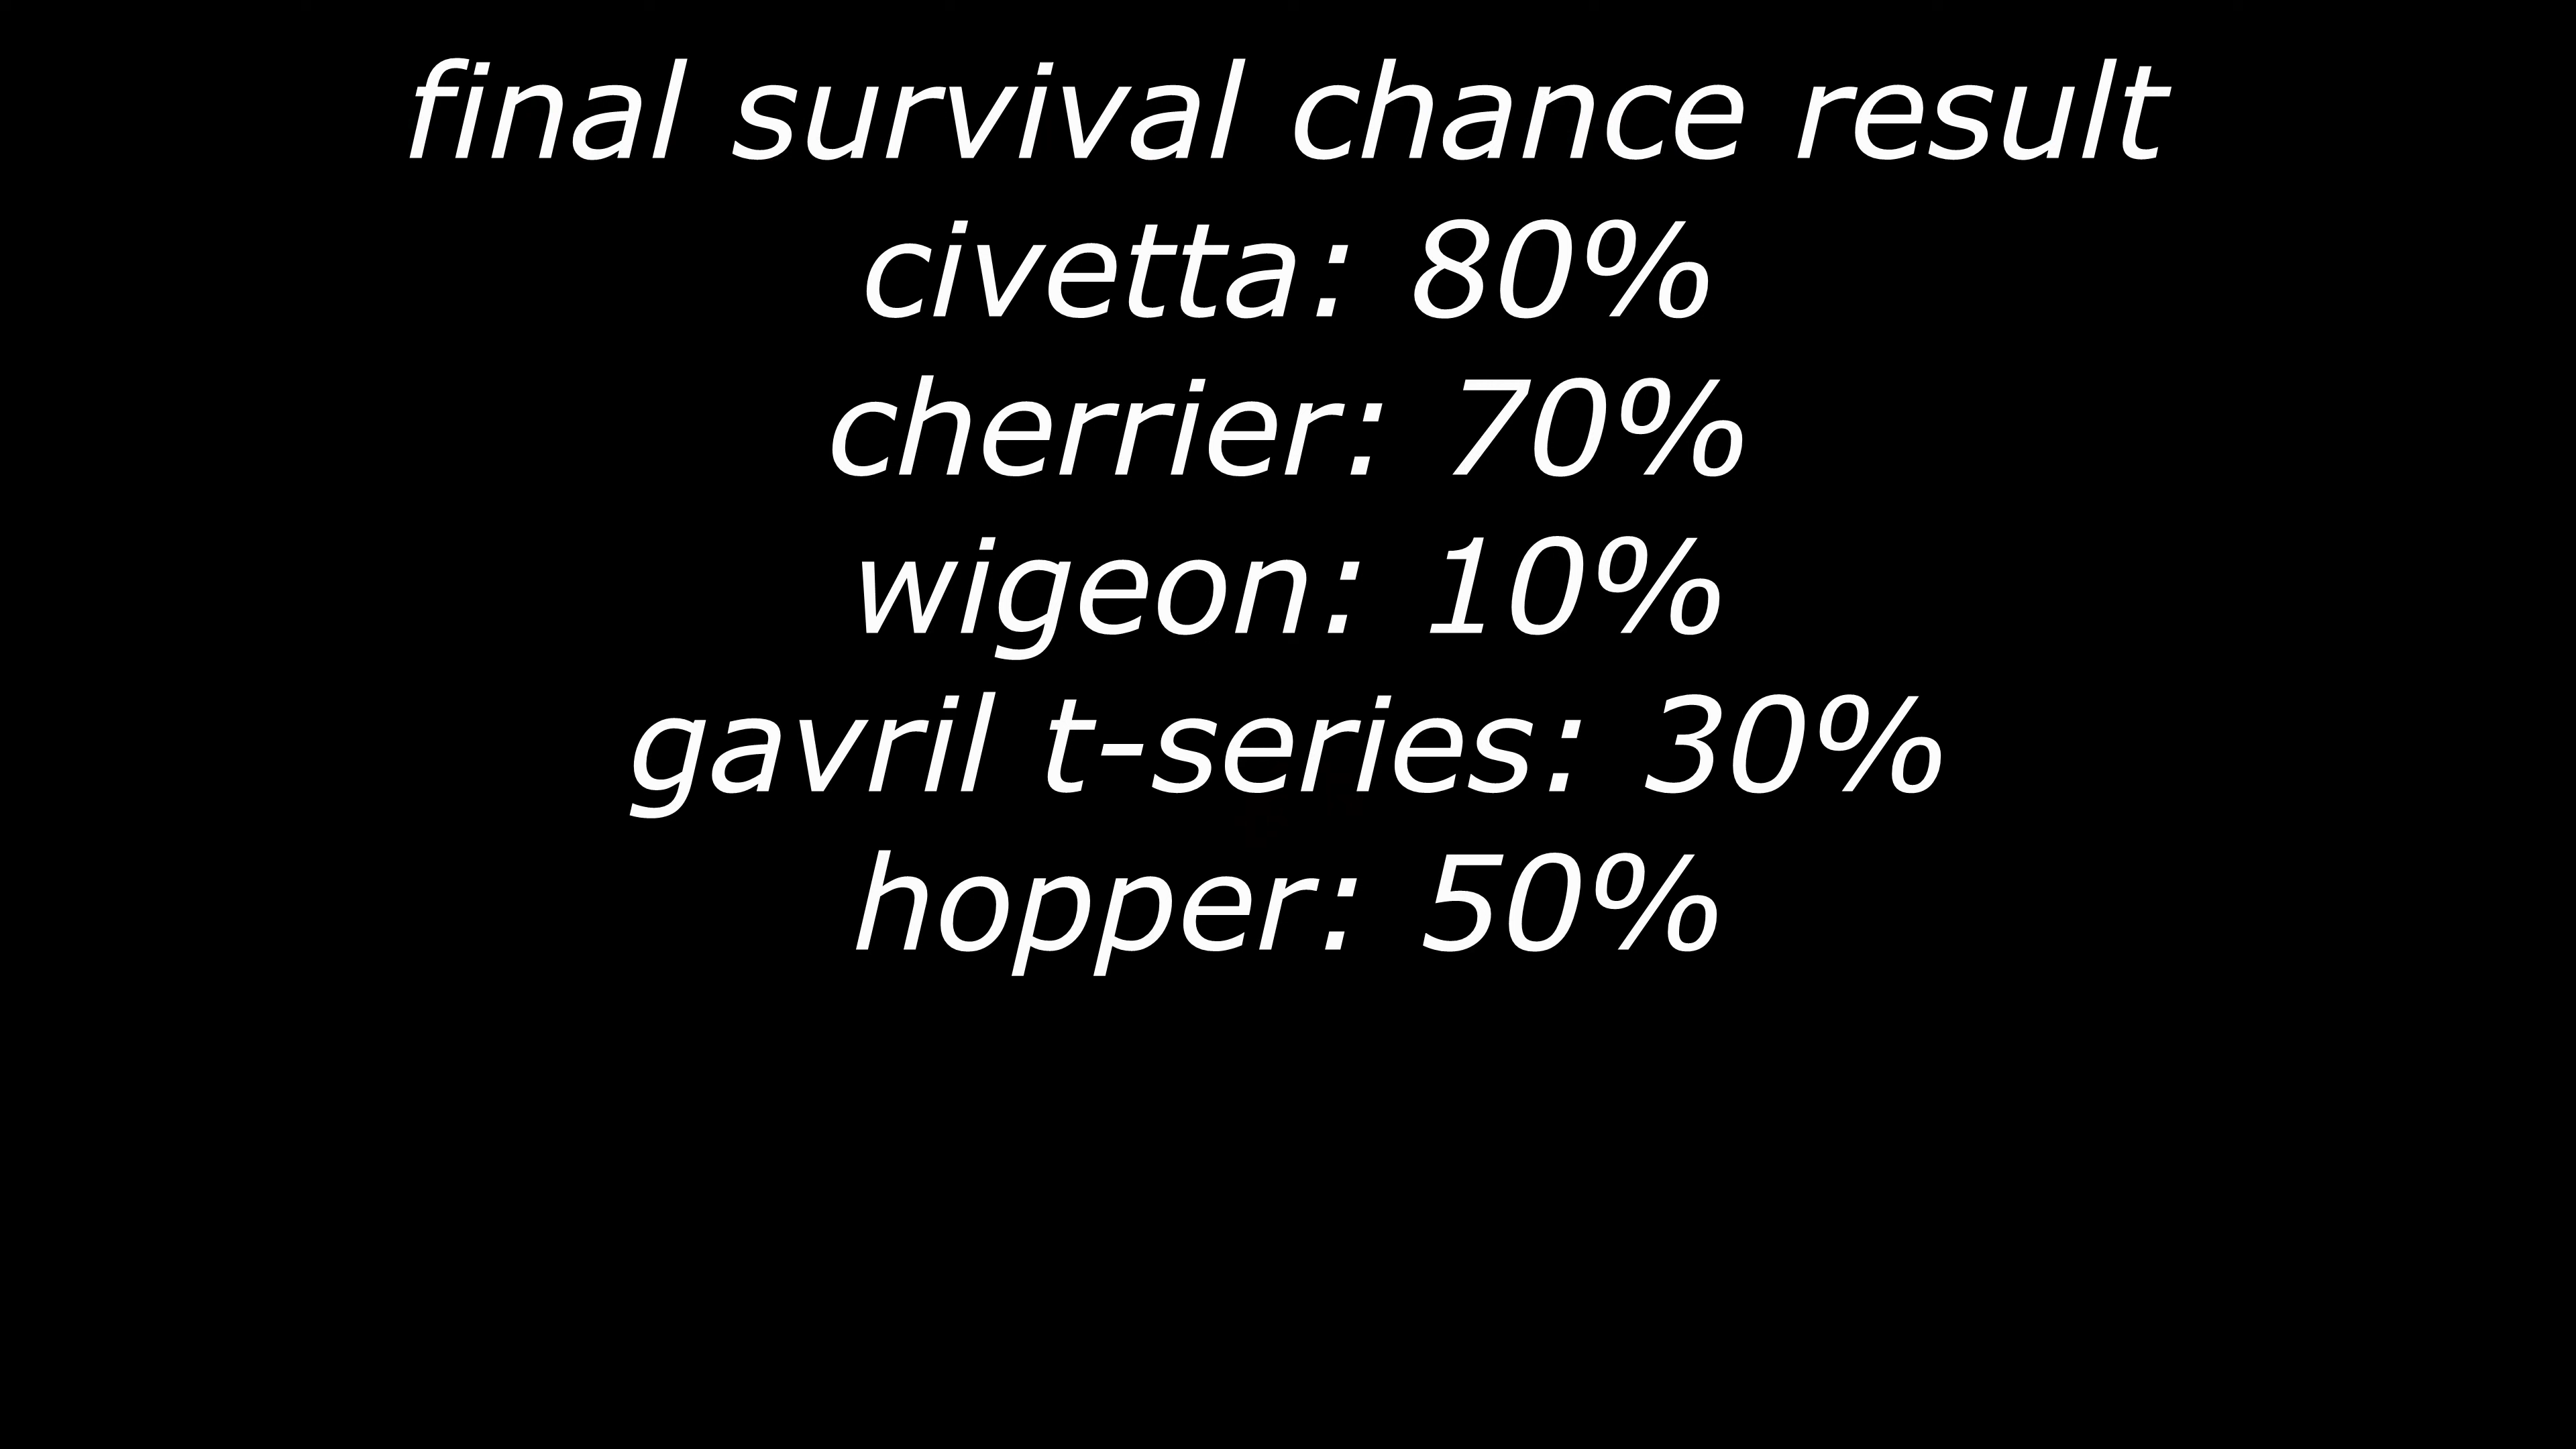 final survival chance result
civetta: 80%
cherrier: 70%
wigeon: 10%
gavril t-series: 30%
hopper: 50%